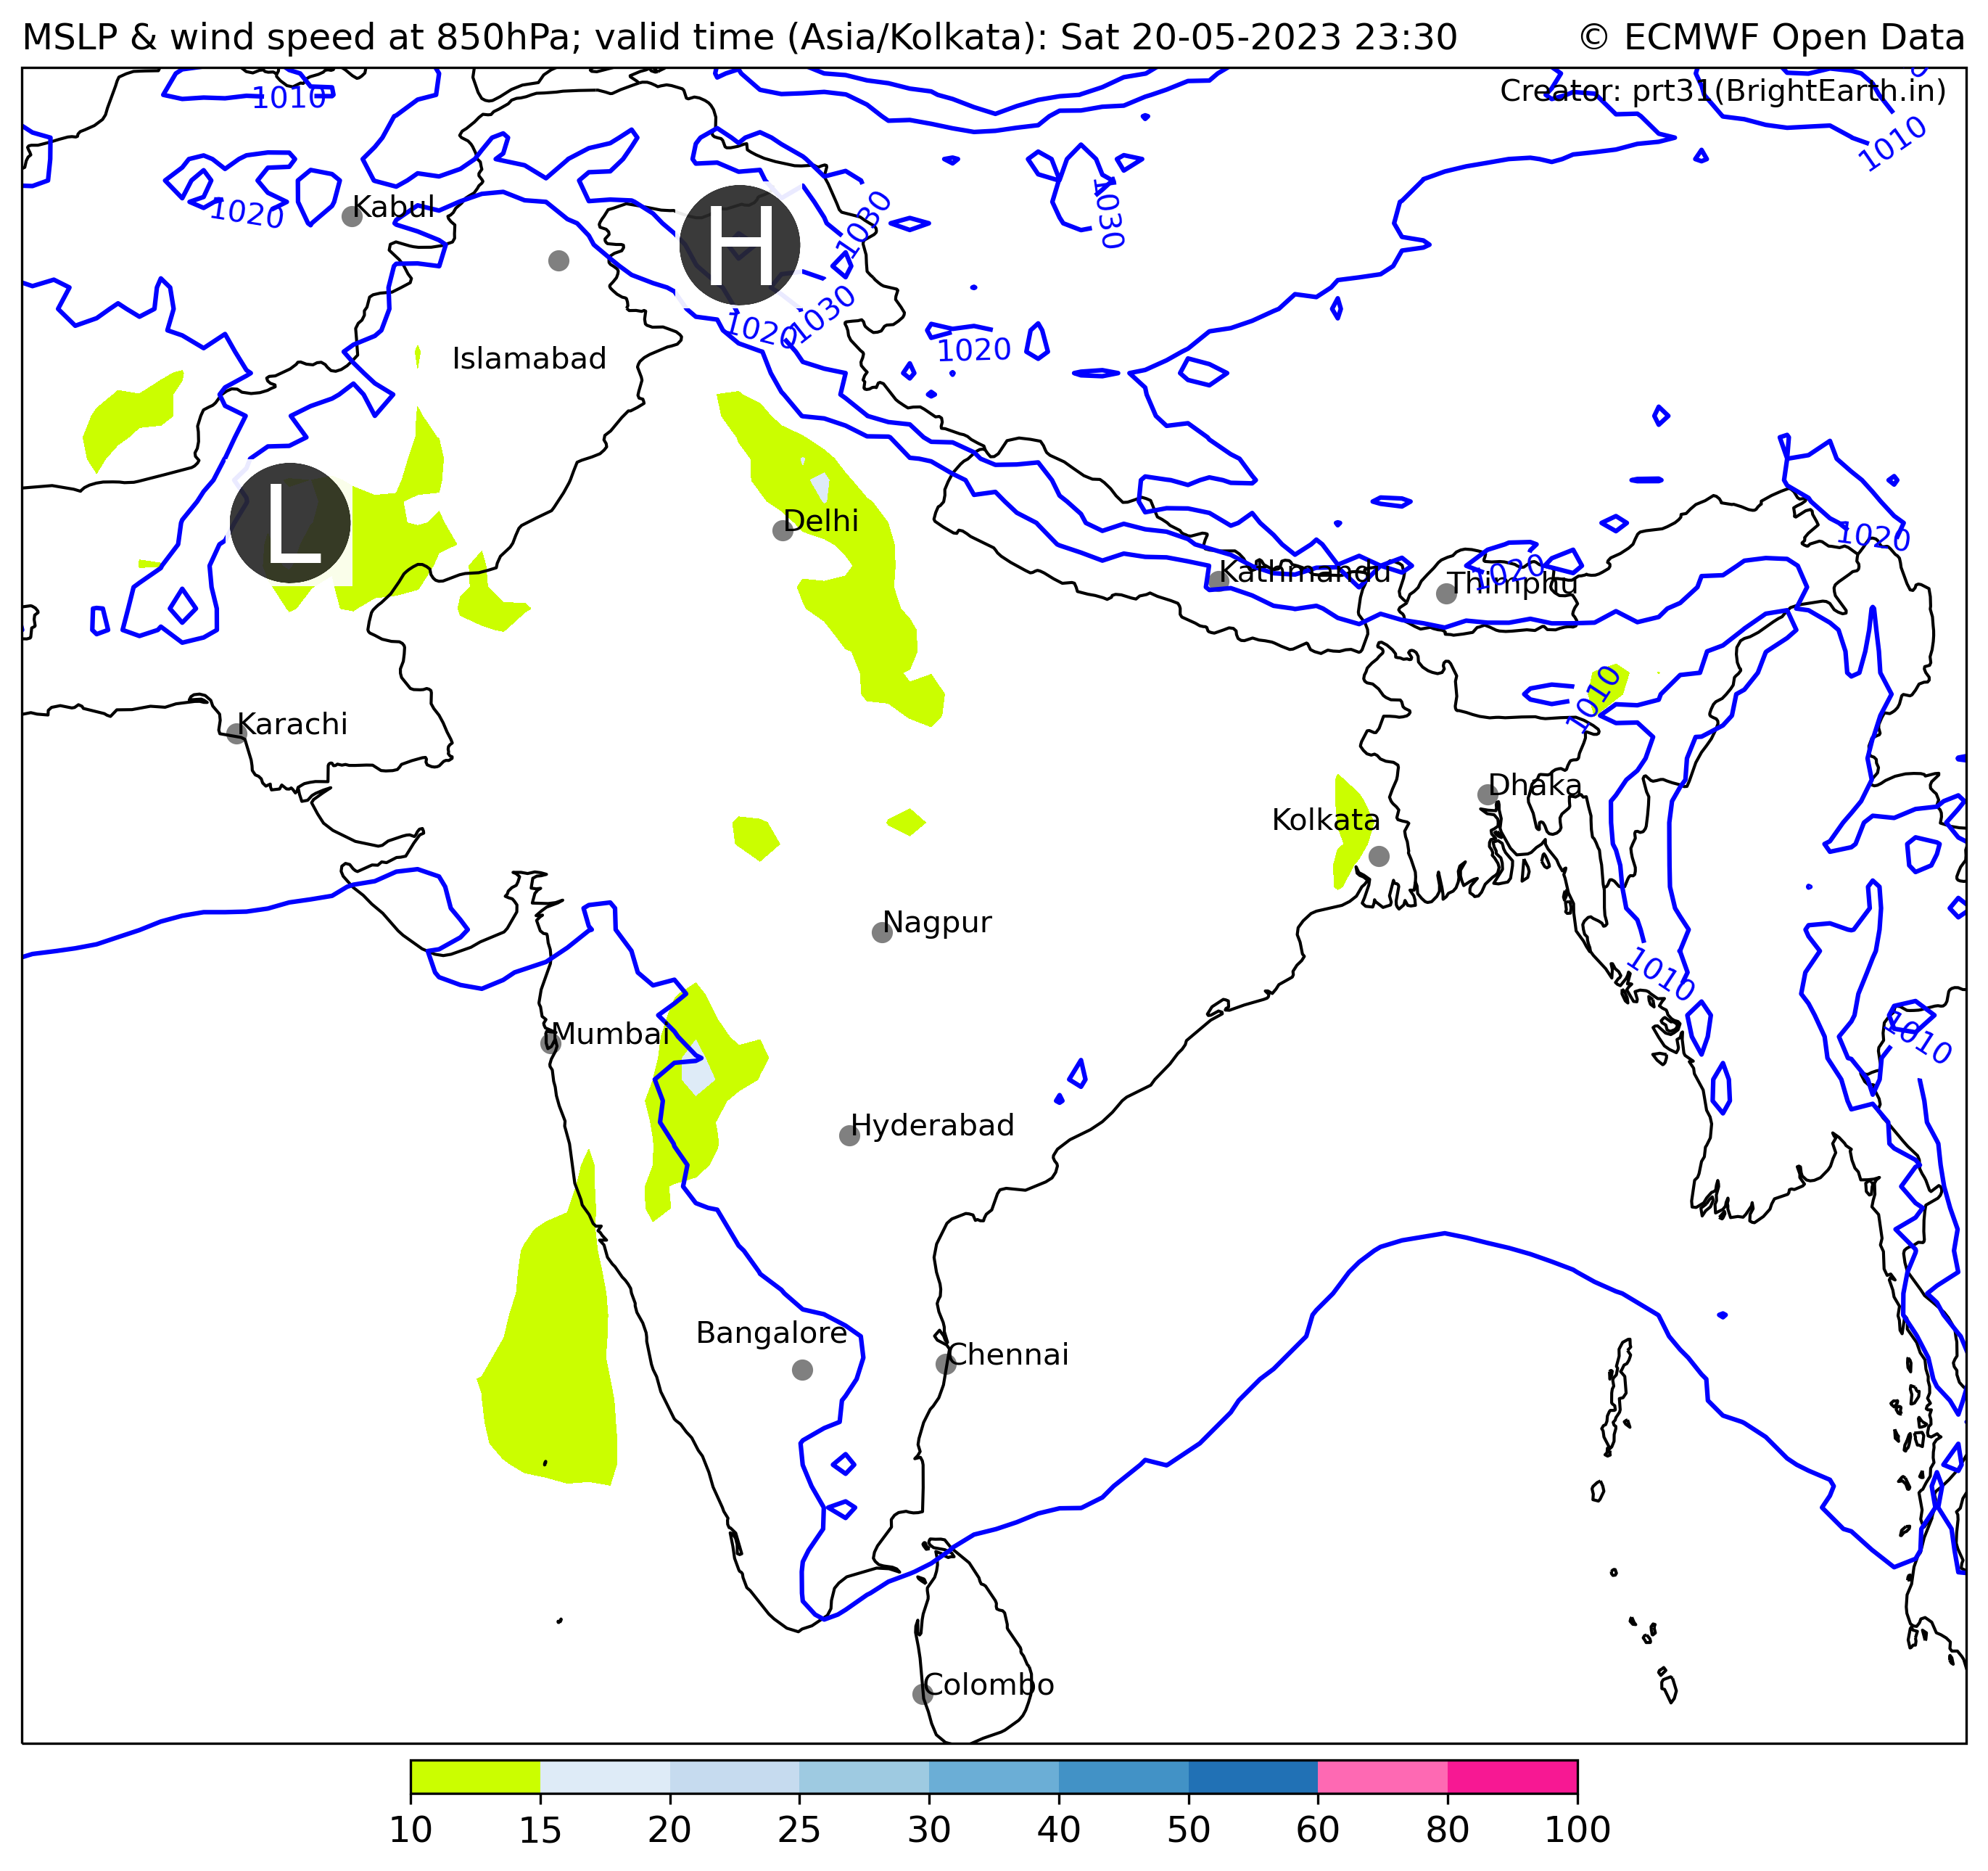 MSLP & wind speed at 850hPa; valid time (Asia/Kolkata): Sat 20-05-2023 23:30
© ECMWF Open Data
Creator: prt31(BrightEarth.in)
1010
1010
1020
Kabul
1030
1030
H
1020
1030
1020
Islamabad
L
Delhi
1020
Kathmandu
1020
Thimphu
1010
Karachi
Dhaka
Kolkata
Nagpur
1010
Mumbai
1010
Hyderabad
Bangalore
Chennai
Colombo
10 15 20 25 30 40 50 60 80 100